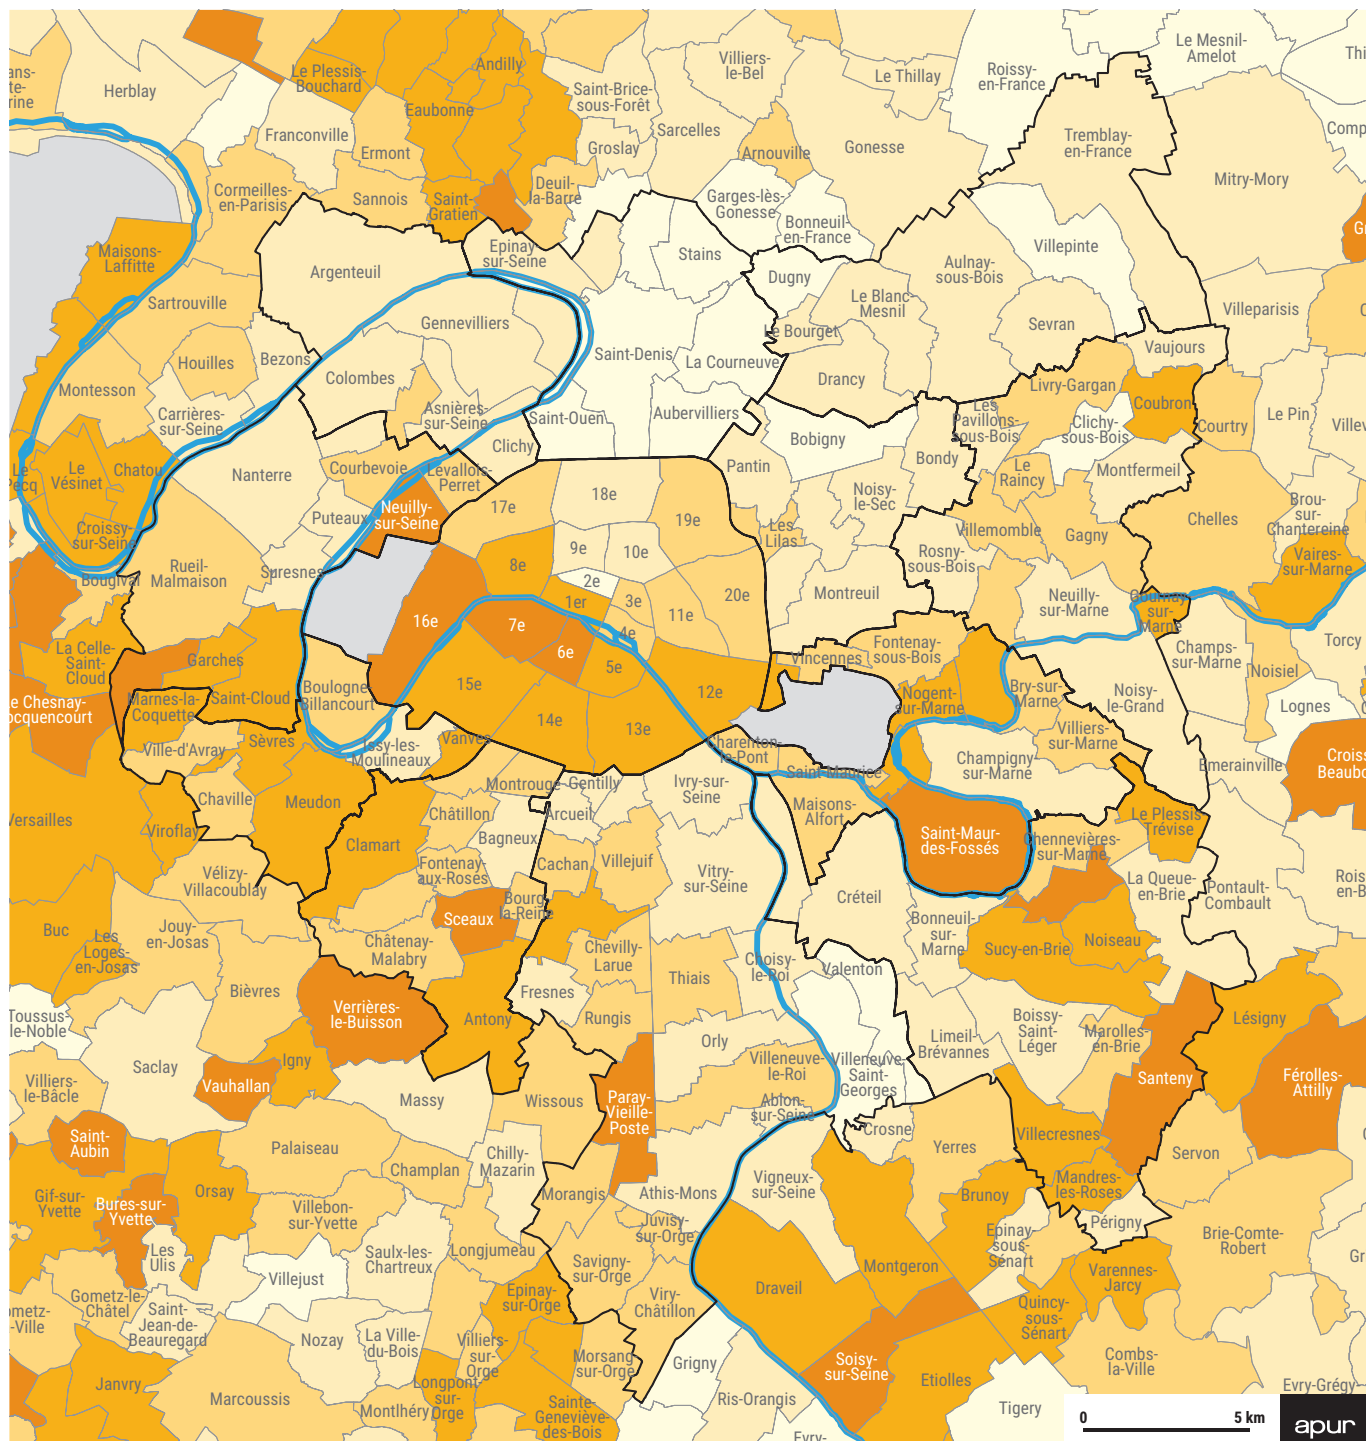 Le Mesnil-
Amelot
Thi
Roissy-
en-France
Villiers-
le-Bel
Le Thillay
Andilly
Le Plessis-
Bouchard
ans-
te-
rine
Herblay
Saint-Brice-
sous-Forêt
Eaubonne
Franconville
Ermont
Sarcelles
Groslay
Arnouville
Gonesse
Tremblay-
en-France
Comp
Mitry-Mory
Cormeilles-
en-Parisis
Sannois
Saint-
Gratien
Deuil-
la-Barre
Garges-lès-
Gonesse
Bonneuil-
en-France
Villepinte
G
Maisons-
Laffitte
Argenteuil
Epinay-
sur-Seine
Stains
Dugny
Aulnay-
sous-Bois
Sartrouville
Le Blanc-
Mesnil
Villeparisis
C
Gennevilliers
Le Bourget
Sevran
Houilles
Bezons
Saint-Denis
La Courneuve
Vaujours
Colombes
Drancy
Livry-Gargan
Montesson
Coubron
Carrières-
sur-Seine
Asnières-
sur-Seine
Saint-Ouen
Aubervilliers
Les
Pavillons-
sous-Bois
Clichy-
sous-Bois
Le Pin
Courtry
Villev
Clichy
Bobigny
Bondy
Le
Pecq
Le
Vésinet
Chatou
Nanterre
Courbevoie
Levallois-
Perret
Pantin
Le
Raincy
Montfermeil
Croissy-
sur-Seine
Puteaux
Neuilly-
sur-Seine
17e
18e
19e
Noisy-
le-Sec
Les
Lilas
Villemomble
Gagny
Chelles
Brou-
sur-
Chantereine
Vaires-
sur-Marne
Bougival
Rueil-
Malmaison
Suresnes
8e
9e
10e
2e
1er
3e
4e
11e
20e
Rosny-
sous-Bois
Montreuil
Neuilly-
sur-Marne
Gournay-
sur-
Marne
16e
7e
6e
5e
La Celle-
Saint-
Cloud
Garches
Vincennes
Fontenay-
sous-Bois
Champs-
sur-Marne
Torcy
Noisiel
Le Chesnay-
ocquencourt
Marnes-la-
Coquette
Saint-Cloud
Boulogne-
Billancourt
15e
12e
Nogent-
sur-Marne
Bry-sur-
Marne
Noisy-
le-Grand
Lognes
14e
13e
Ville-d'Avray
Sèvres
Issy-les-
Moulineaux
Vanves
Charenton-
le-Pont
Villiers-
sur-Marne
Saint-Maurice
Champigny-
sur-Marne
Emerainville
Croiss
Beaubo
Versailles
Chaville
Meudon
Viroflay
Montrouge
Gentilly
Ivry-sur-
Seine
Châtillon
Arcueil
Maisons-
Alfort
Clamart
Bagneux
Saint-Maur-
des-Fossés
Chennevières-
sur-Marne
Le Plessis-
Trévise
Vélizy-
Villacoublay
Fontenay-
aux-Roses
Cachan
Villejuif
Vitry-
sur-Seine
La Queue-
en-Brie
Pontault-
Combault
Rois
en-B
Sceaux
Bourg-
la-Reine
Créteil
Buc
Les
Loges-
en-Josas
Jouy-
en-Josas
Châtenay-
Malabry
Chevilly-
Larue
Bonneuil-
sur-
Marne
Sucy-en-Brie
Noiseau
Thiais
Choisy-
le-Roi
Valenton
Bièvres
Verrières-
le-Buisson
Antony
Fresnes
Rungis
Toussus-
le-Noble
Limeil-
Brévannes
Boissy-
Saint-
Léger
Marolles-
en-Brie
Lésigny
Saclay
Igny
Orly
Villeneuve-
le-Roi
Villeneuve-
Saint-
Georges
Villiers-
le-Bâcle
Vauhallan
Massy
Wissous
Paray-
Vieille-
Poste
Ablon-
sur-Seine
Santeny
Férolles-
Attilly
Saint-
Aubin
Palaiseau
Chilly-
Mazarin
Champlan
Crosne
Yerres
Villecresnes
Servon
C
Gif-sur-
Yvette
Orsay
Bures-sur-
Yvette
Morangis
Athis-Mons
Vigneux-
sur-Seine
Brunoy
Mandres-
les-Roses
Villebon-
sur-Yvette
Périgny
Les
Ulis
Saulx-les-
Chartreux
Longjumeau
Juvisy-
sur-Orge
Epinay-
sous-
Sénart
Brie-Comte-
Robert
Gr
Villejust
Savigny-
sur-Orge
Montgeron
Varennes-
Jarcy
Gometz-le-
Châtel
Epinay-
sur-Orge
Viry-
Châtillon
Draveil
Quincy-
sous-
Sénart
ometz-
-Ville
Saint-
Jean-de-
Beauregard
Nozay
La Ville-
du-Bois
Villiers-
sur-
Orge
Morsang-
sur-Orge
Grigny
Soisy-
sur-Seine
Combs-
la-Ville
Janvry
Marcoussis
Longpont-
sur-
Orge
Etiolles
Evry-Grégy-
Montlhéry
Sainte-
Geneviève-
des-Bois
Ris-Orangis
Tigery
Evry-
0
5 km
apur